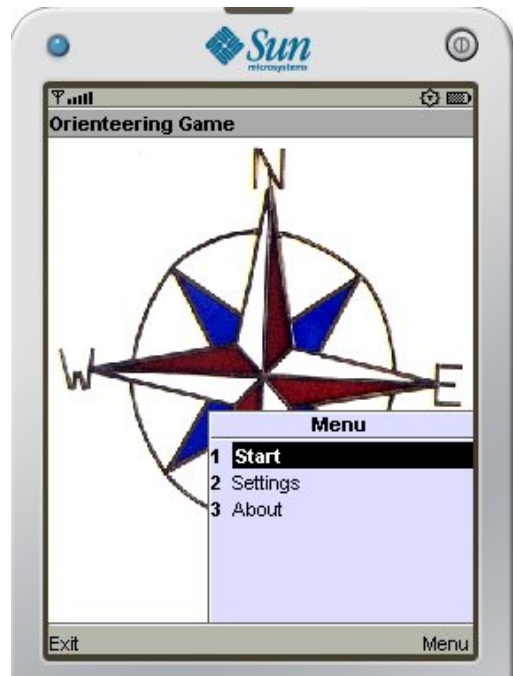 Sun
microsystems
Orienteering Game
N
W
E
Menu
1 Start
2 Settings
3 About
Exit
Menu